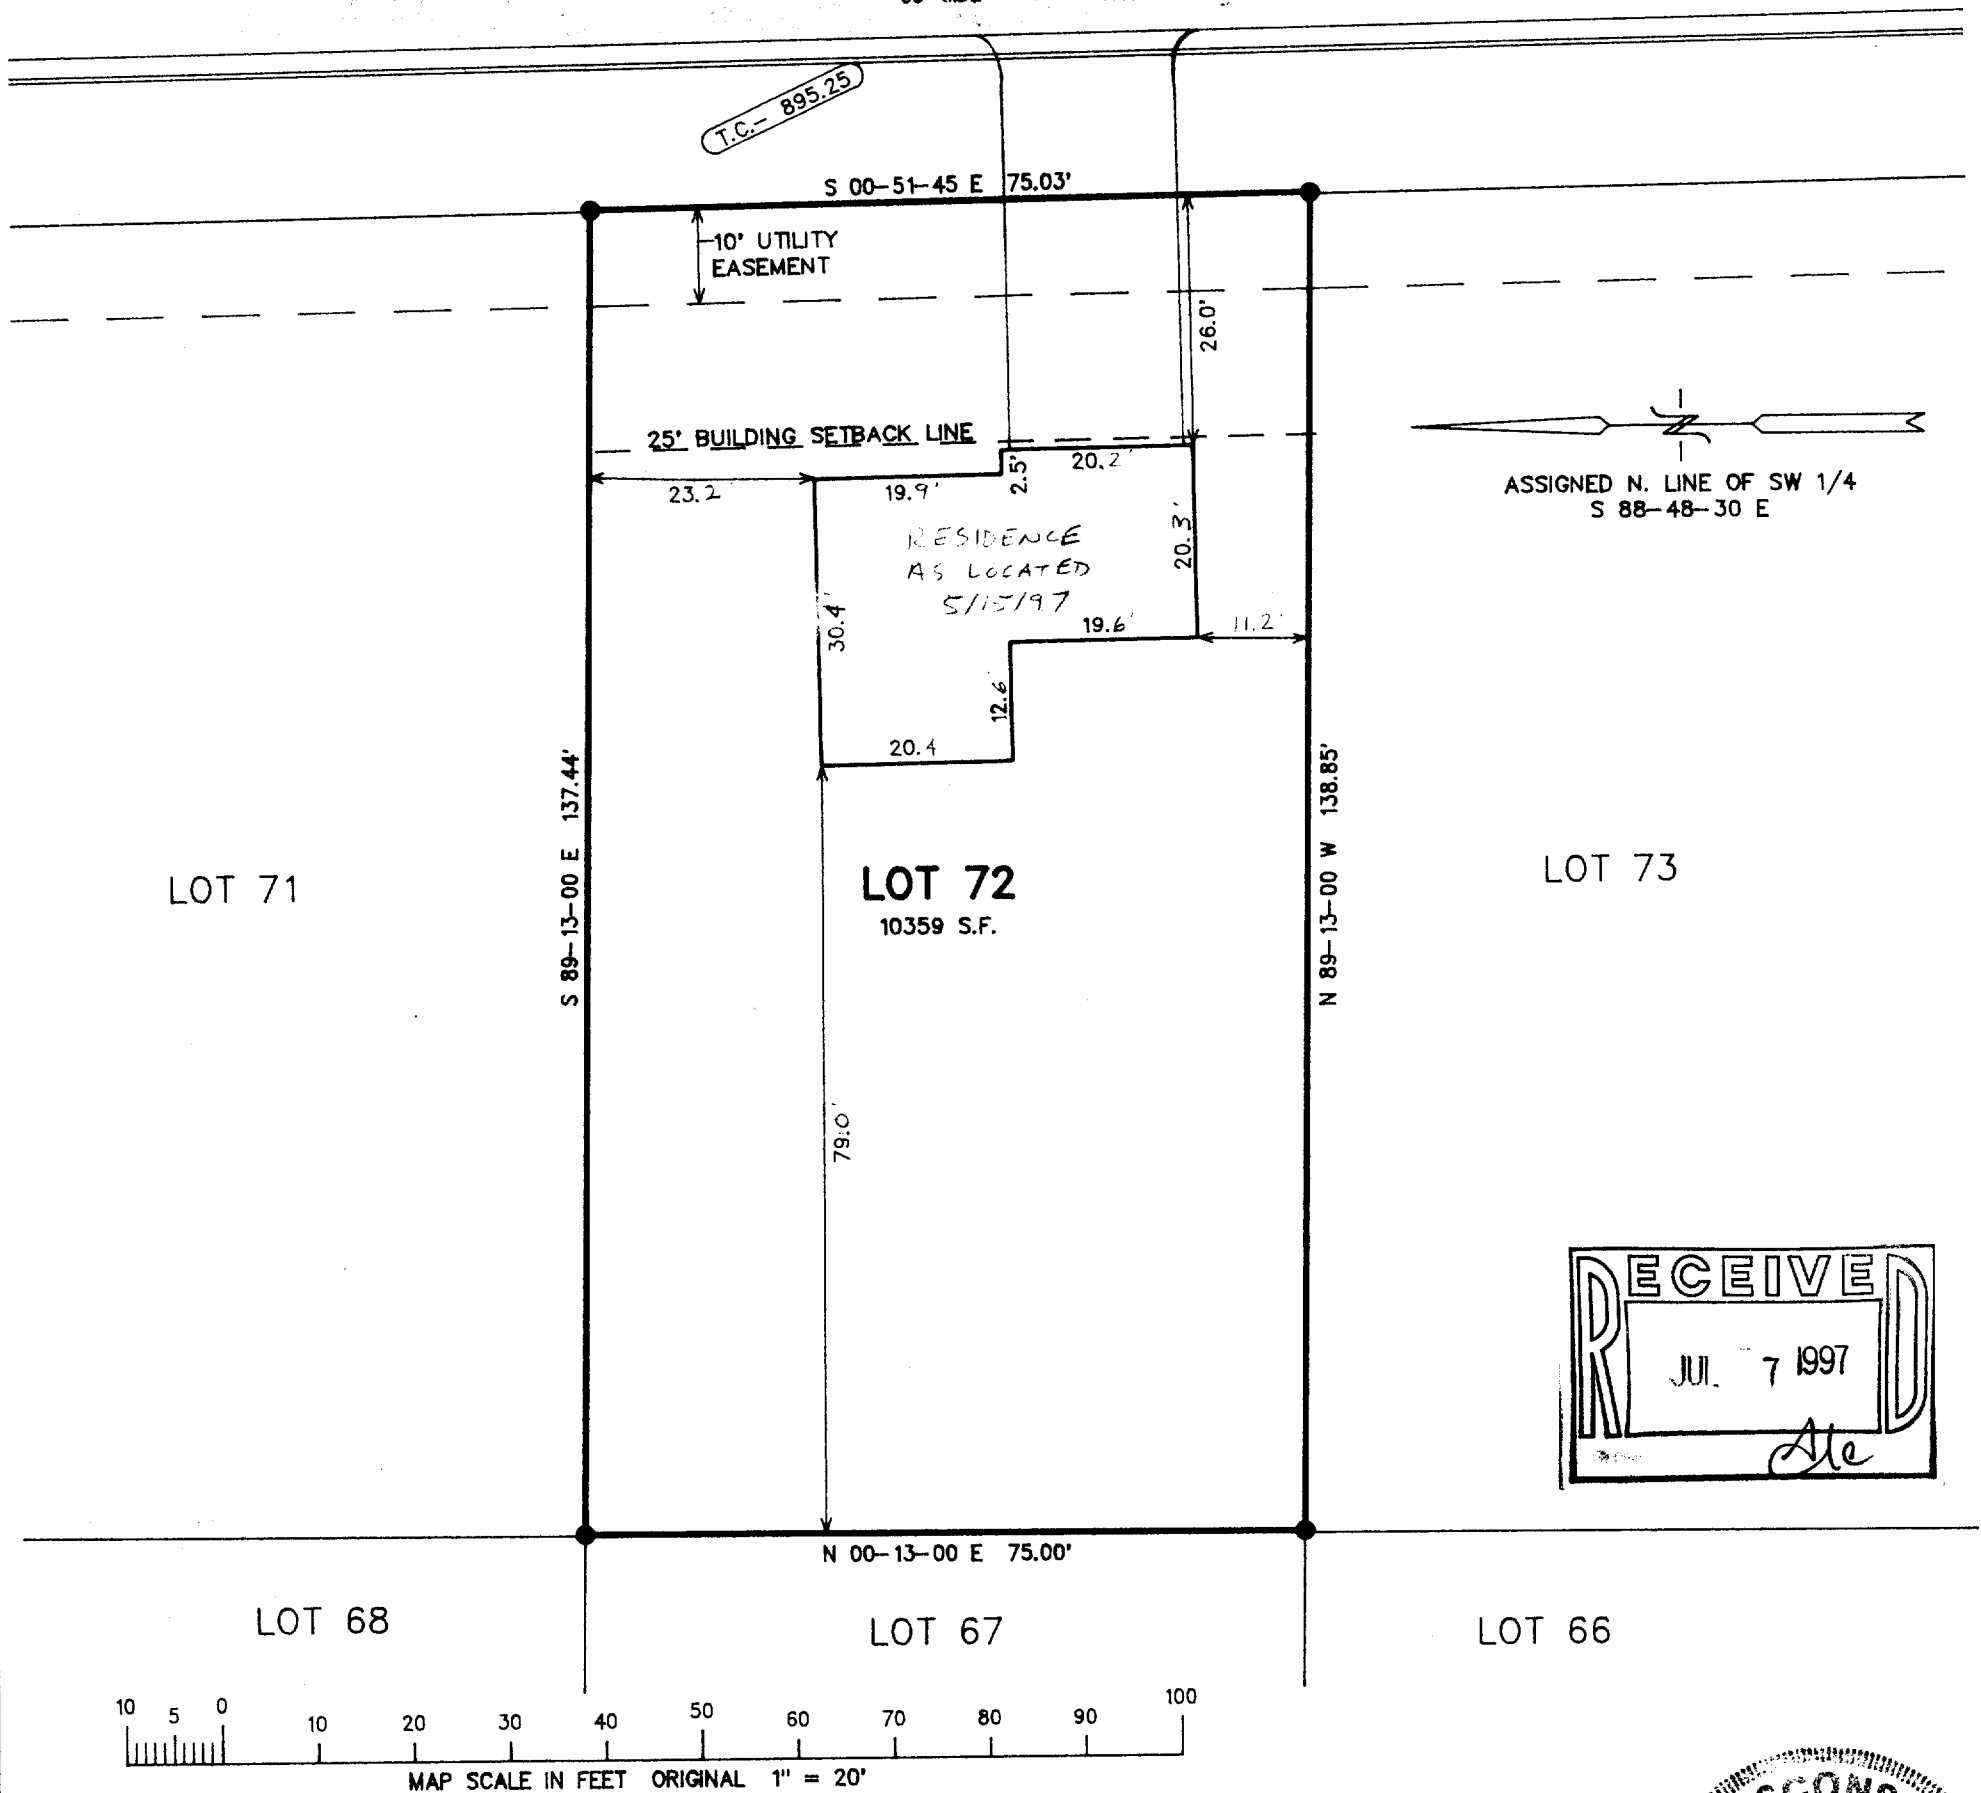 T.C.- 895.25
S 00-51-45 E 75.03'
10' UTILITY
EASEMENT
26.0'
25' BUILDING SETBACK LINE
23.2'
19.9'
2.5'
20.2'
ASSIGNED N. LINE OF SW 1/4
S 88-48-30 E
RESIDENCE
AS LOCATED
5/15/97
20.3'
30.4'
19.6'
11.2'
12.6
20.4
S 89-13-00 E 137.44'
N 89-13-00 W 138.85'
LOT 71
LOT 72
10359 S.F.
LOT 73
79.0'
RECEIVED
JUL 7 1997
N 00-13-00 E 75.00'
LOT 68
LOT 67
LOT 66
10 5 0 10 20 30 40 50 60 70 80 90 100
MAP SCALE IN FEET ORIGINAL 1" = 20'